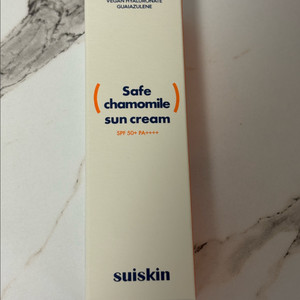 VEGAN HYALURONATE
GUAIAZULENE
Safe
chamomile
sun cream
SPF 50+ PA++++
suiskin